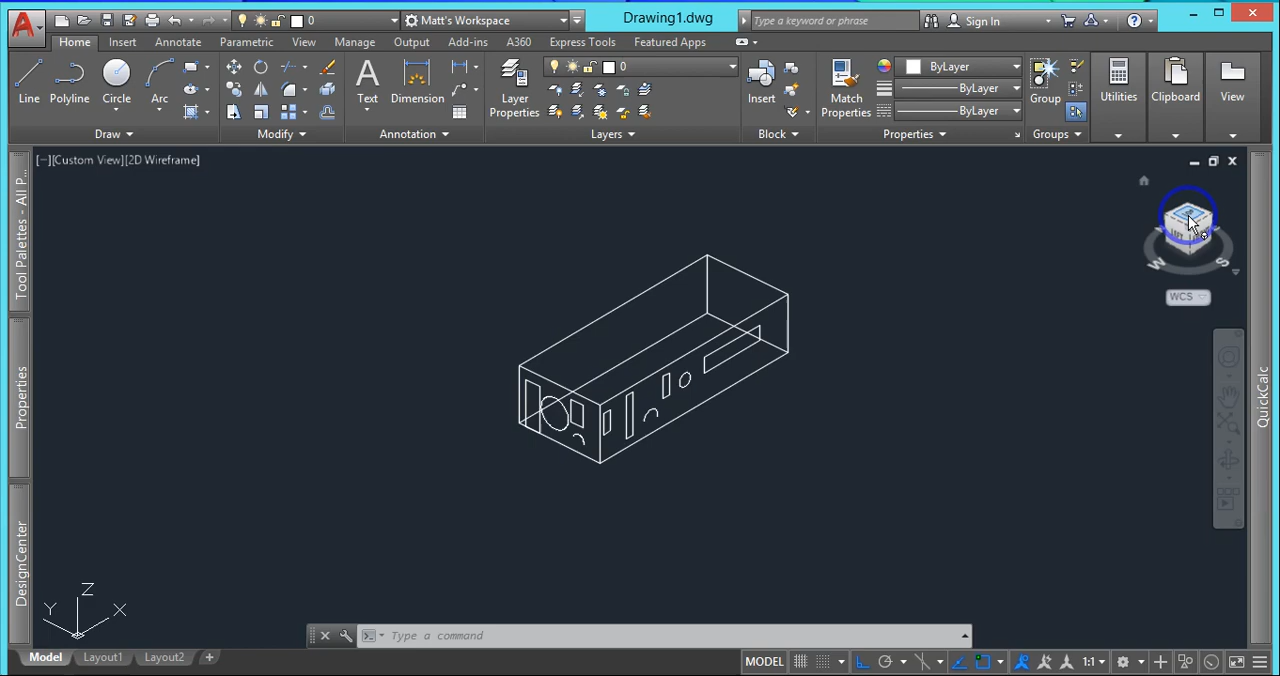 Drawing1.dwg
0
Matt's Workspace
Type a keyword or phrase
Sign In
Home
Insert
Annotate
Parametric
View
Manage
Output
Add-ins
A360
Express Tools
Featured Apps
Line
Polyline
Circle
Arc
Draw
Modify
Text
Dimension
Annotation
Layer
Properties
0
Layers
Insert
Block
Match
Properties
ByLayer
ByLayer
ByLayer
Properties
Group
Groups
Utilities
Clipboard
View
[−][Custom View][2D Wireframe]
Tool Palettes - All P...
Properties
DesignCenter
QuickCalc
W
S
WCS
Z
Y
X
Type a command
Model
Layout1
Layout2
MODEL
1:1